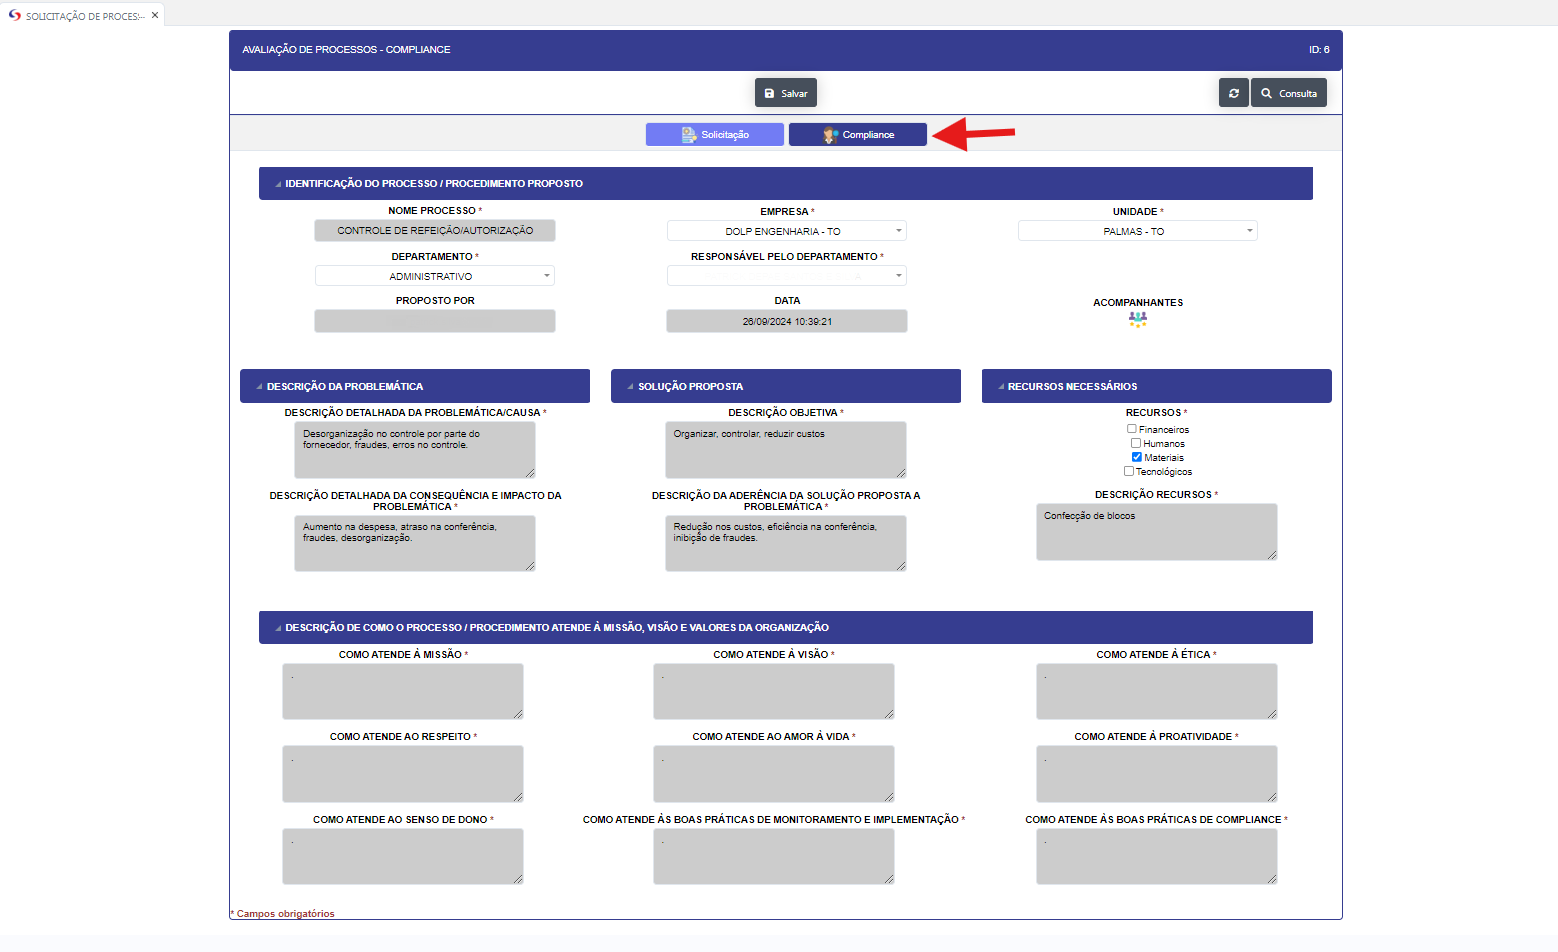 SOLICITAÇÃO DE PROCES
AVALIAÇÃO DE PROCESSOS - COMPLIANCE
ID: 6
Salvar
Consulta
Solicitação
Compliance
IDENTIFICAÇÃO DO PROCESSO / PROCEDIMENTO PROPOSTO
NOME PROCESSO *
EMPRESA *
UNIDADE *
CONTROLE DE REFEIÇÃO/AUTORIZAÇÃO
DOLP ENGENHARIA - TO
PALMAS - TO
DEPARTAMENTO *
RESPONSÁVEL PELO DEPARTAMENTO *
ADMINISTRATIVO
PROPOSTO POR
DATA
ACOMPANHANTES
26/09/2024 10:39:21
DESCRIÇÃO DA PROBLEMÁTICA
DESCRIÇÃO DETALHADA DA PROBLEMÁTICA/CAUSA *
Desorganização no controle por parte do
fornecedor, fraudes, erros no controle.
DESCRIÇÃO DETALHADA DA CONSEQUÊNCIA E IMPACTO DA
PROBLEMÁTICA *
Aumento na despesa, atraso na conferência,
fraudes, desorganização.
SOLUÇÃO PROPOSTA
DESCRIÇÃO OBJETIVA *
Organizar, controlar, reduzir custos
DESCRIÇÃO DA ADERÊNCIA DA SOLUÇÃO PROPOSTA A
PROBLEMÁTICA *
Redução nos custos, eficiência na conferência,
inibição de fraudes.
RECURSOS NECESSÁRIOS
RECURSOS *
Financeiros
Humanos
Materiais
Tecnológicos
DESCRIÇÃO RECURSOS *
Confecção de blocos
DESCRIÇÃO DE COMO O PROCESSO / PROCEDIMENTO ATENDE À MISSÃO, VISÃO E VALORES DA ORGANIZAÇÃO
COMO ATENDE À MISSÃO *
COMO ATENDE À VISÃO *
COMO ATENDE À ÉTICA *
.
.
.
COMO ATENDE AO RESPEITO *
COMO ATENDE AO AMOR À VIDA *
COMO ATENDE À PROATIVIDADE *
.
.
.
COMO ATENDE AO SENSO DE DONO *
COMO ATENDE ÀS BOAS PRÁTICAS DE MONITORAMENTO E IMPLEMENTAÇÃO *
COMO ATENDE ÀS BOAS PRÁTICAS DE COMPLIANCE *
.
.
.
* Campos obrigatórios